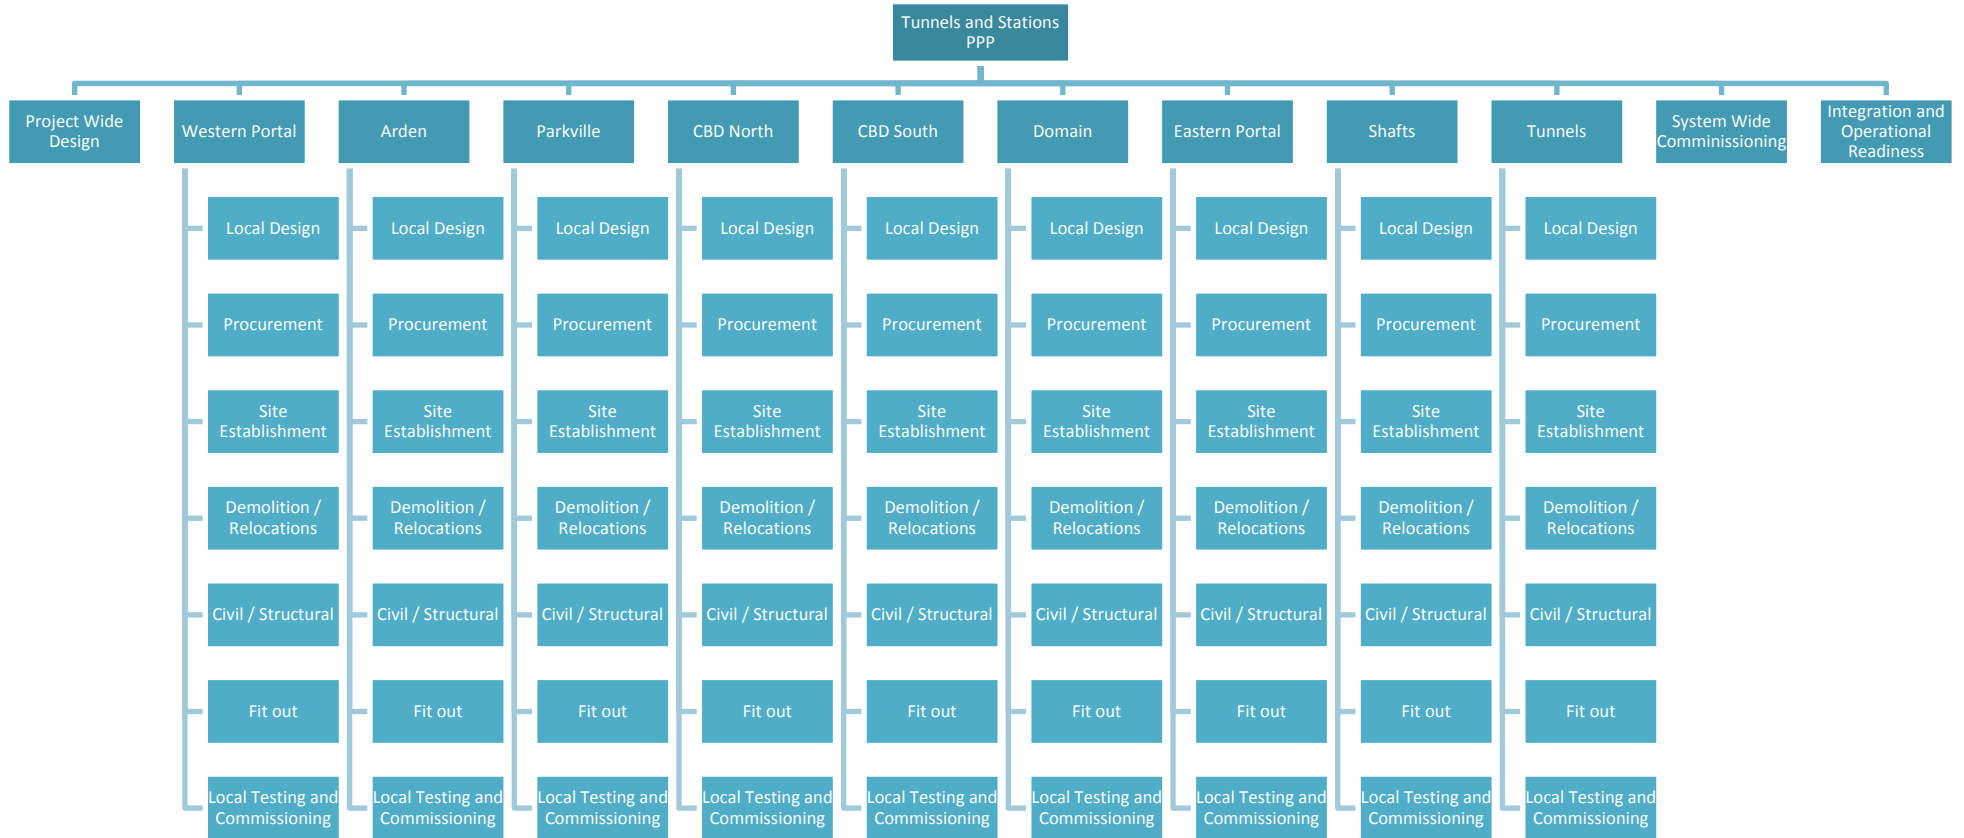 Tunnels and Stations
PPP
Project Wide
Design
Western Portal
Arden
Parkville
CBD North
CBD South
Domain
Eastern Portal
Shafts
Tunnels
System Wide
Comminissioning
Integration and
Operational
Readiness
Local Design
Local Design
Local Design
Local Design
Local Design
Local Design
Local Design
Local Design
Local Design
Procurement
Procurement
Procurement
Procurement
Procurement
Procurement
Procurement
Procurement
Procurement
Site
Establishment
Site
Establishment
Site
Establishment
Site
Establishment
Site
Establishment
Site
Establishment
Site
Establishment
Site
Establishment
Site
Establishment
Demolition /
Relocations
Demolition /
Relocations
Demolition /
Relocations
Demolition /
Relocations
Demolition /
Relocations
Demolition /
Relocations
Demolition /
Relocations
Demolition /
Relocations
Demolition /
Relocations
Civil / Structural
Civil / Structural
Civil / Structural
Civil / Structural
Civil / Structural
Civil / Structural
Civil / Structural
Civil / Structural
Civil / Structural
Fit out
Fit out
Fit out
Fit out
Fit out
Fit out
Fit out
Fit out
Fit out
Local Testing and
Commissioning
Local Testing and
Commissioning
Local Testing and
Commissioning
Local Testing and
Commissioning
Local Testing and
Commissioning
Local Testing and
Commissioning
Local Testing and
Commissioning
Local Testing and
Commissioning
Local Testing and
Commissioning